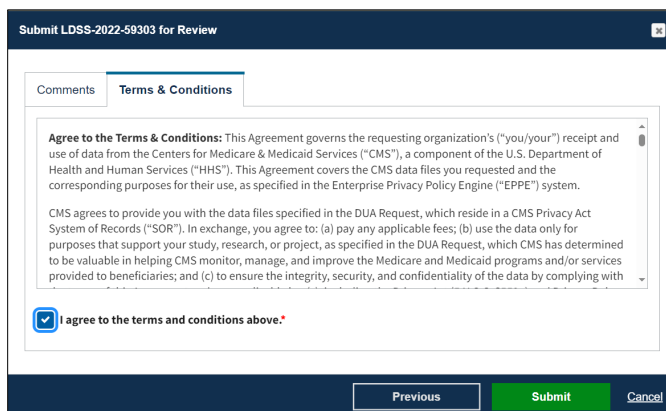 Submit LDSS-2022-59303 for Review
Comments
Terms & Conditions
Agree to the Terms & Conditions: This Agreement governs the requesting organization's ("you/your") receipt and
use of data from the Centers for Medicare & Medicaid Services ("CMS"), a component of the U.S. Department of
Health and Human Services ("HHS"). This Agreement covers the CMS data files you requested and the
corresponding purposes for their use, as specified in the Enterprise Privacy Policy Engine ("EPPE") system.
CMS agrees to provide you with the data files specified in the DUA Request, which reside in a CMS Privacy Act
System of Records ("SOR"). In exchange, you agree to: (a) pay any applicable fees; (b) use the data only for
purposes that support your study, research, or project, as specified in the DUA Request, which CMS has determined
to be valuable in helping CMS monitor, manage, and improve the Medicare and Medicaid programs and/or services
provided to beneficiaries; and (c) to ensure the integrity, security, and confidentiality of the data by complying with
I agree to the terms and conditions above.*
Previous
Submit
Cancel